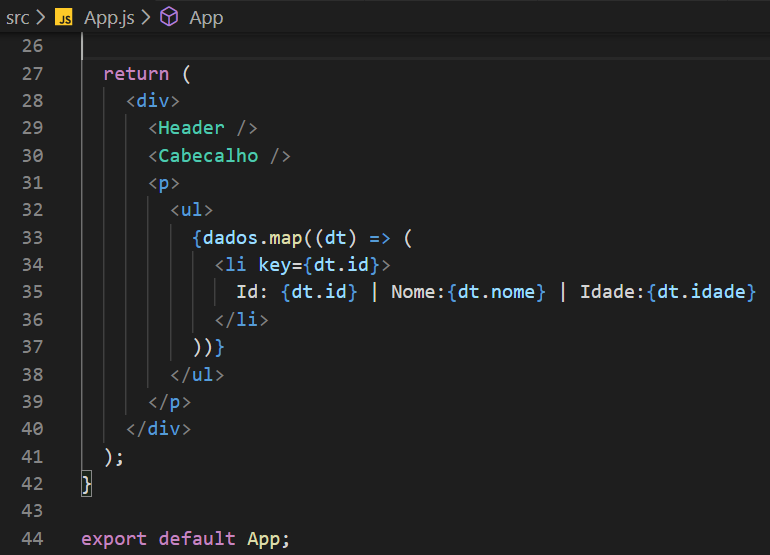 src > JS App.js > App
26
27 return (
28 <div>
29 <Header />
30 <Cabecalho />
31 <p>
32 <ul>
33 {dados.map((dt) => (
34 <li key={dt.id}>
35 Id: {dt.id} | Nome:{dt.nome} | Idade:{dt.idade}
36 </li>
37 ))}
38 </ul>
39 </p>
40 </div>
41 );
42 }
43
44 export default App;